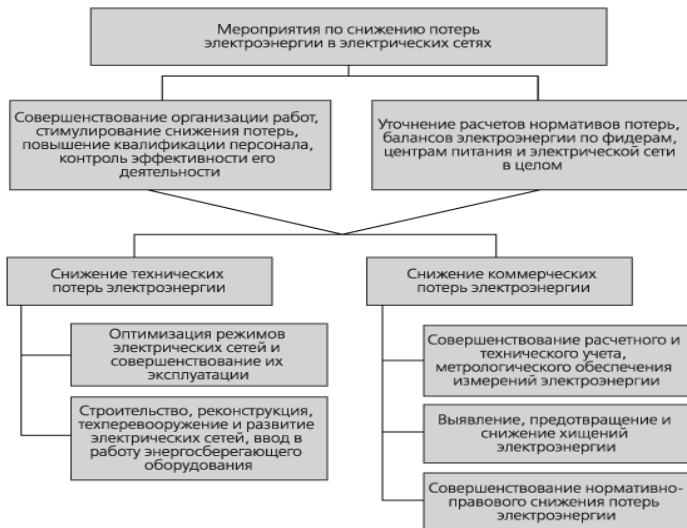 Мероприятия по снижению потерь
электроэнергии в электрических сетях
Совершенствование организации работ,
стимулирование снижения потерь,
повышение квалификации персонала,
контроль эффективности его
деятельности
Уточнение расчетов нормативов потерь,
балансов электроэнергии по фидерам,
центрам питания и электрической сети
в целом
Снижение технических
потерь электроэнергии
Оптимизация режимов
электрических сетей и
совершенствование их
эксплуатации
Строительство, реконструкция,
техперевооружение и развитие
электрических сетей, ввод в
работу энергосберегающего
оборудования
Снижение коммерческих
потерь электроэнергии
Совершенствование расчетного и
технического учета,
метрологического обеспечения
измерений электроэнергии
Выявление, предотвращение и
снижение хищений
электроэнергии
Совершенствование нормативно-
правового снижения потерь
электроэнергии